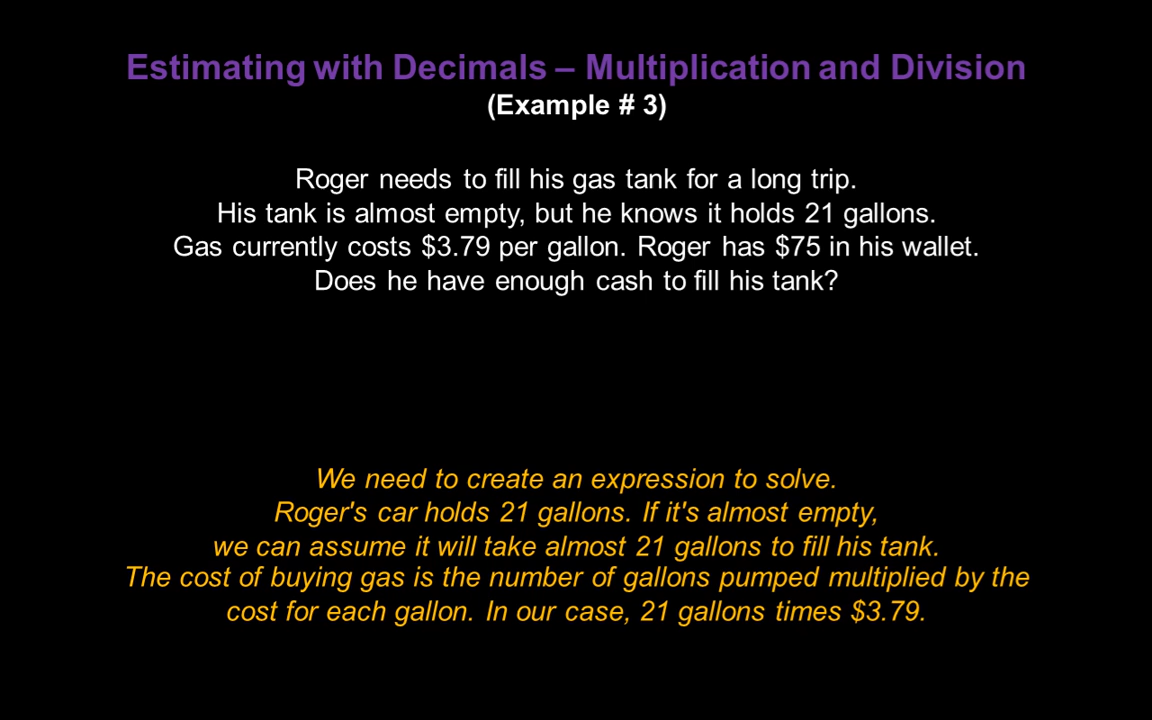 Estimating with Decimals – Multiplication and Division
(Example # 3)
Roger needs to fill his gas tank for a long trip.
His tank is almost empty, but he knows it holds 21 gallons.
Gas currently costs $3.79 per gallon. Roger has $75 in his wallet.
Does he have enough cash to fill his tank?
We need to create an expression to solve.
Roger's car holds 21 gallons. If it's almost empty,
we can assume it will take almost 21 gallons to fill his tank.
The cost of buying gas is the number of gallons pumped multiplied by the
cost for each gallon. In our case, 21 gallons times $3.79.